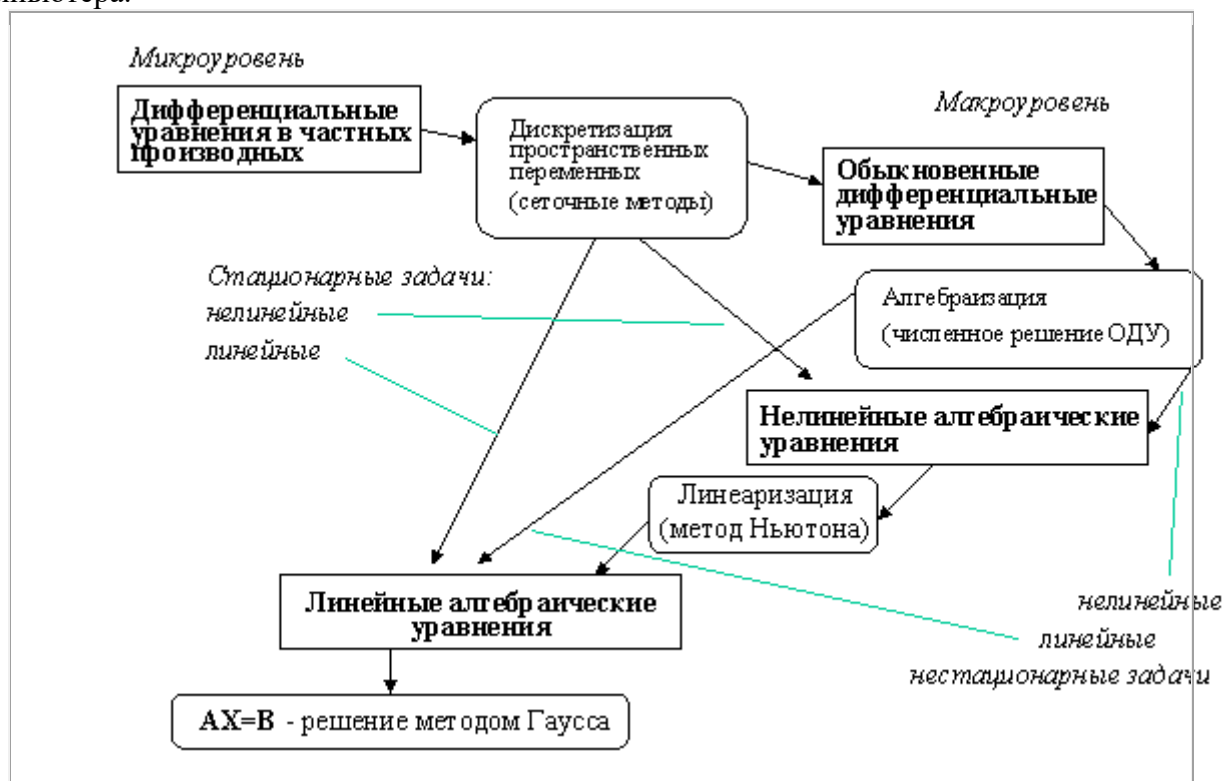 Микроуровень
Дифференциальные
уравнения в частных
производных
Дискретизация
пространственных
переменных
(сеточные методы)
Макроуровень
Обыкновенные
дифференциальные
уравнения
Стационарные задачи:
нелинейные
линейные
Алгебраизация
(численное решение ОДУ)
Нелинейные алгебраические
уравнения
Линеаризация
(метод Ньютона)
Линейные алгебраические
уравнения
нелинейные
линейные
нестационарные задачи
AX=B - решение методом Гаусса